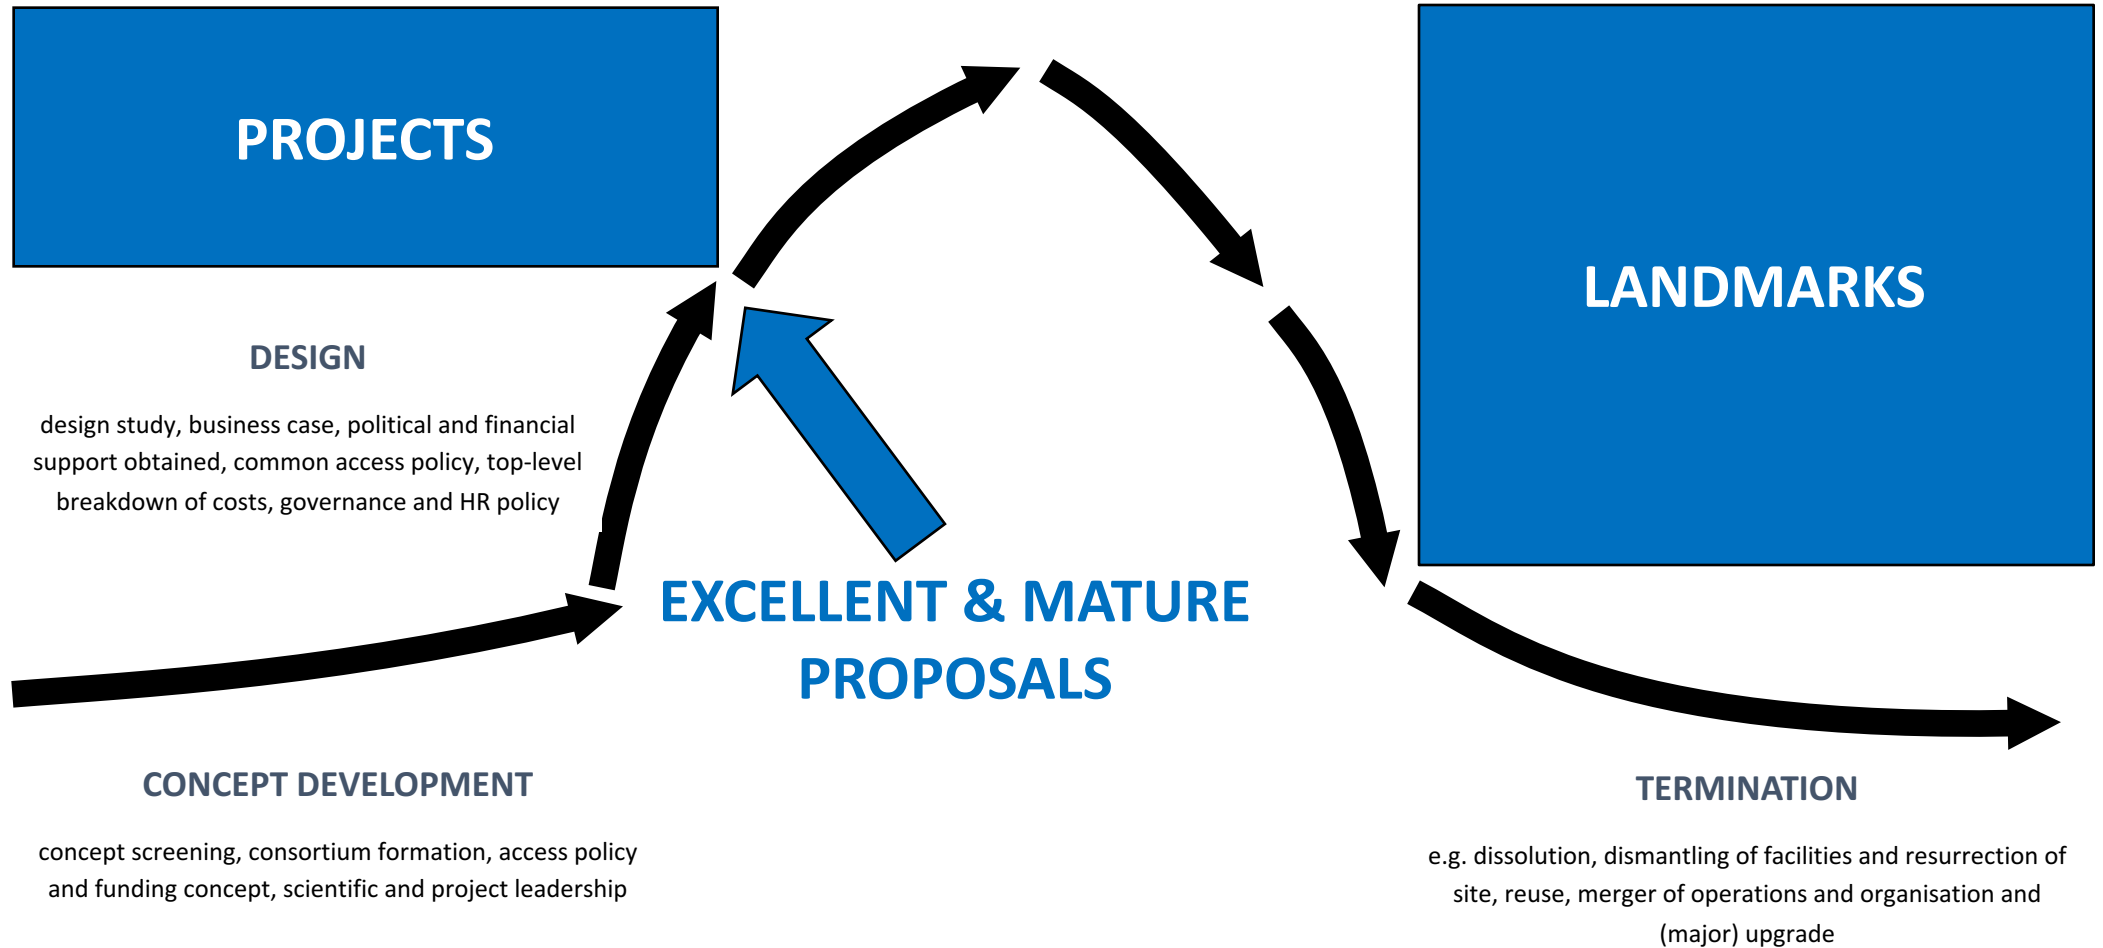 PROJECTS
LANDMARKS
DESIGN
design study, business case, political and financial
support obtained, common access policy, top-level
breakdown of costs, governance and HR policy
EXCELLENT & MATURE
PROPOSALS
CONCEPT DEVELOPMENT
concept screening, consortium formation, access policy
and funding concept, scientific and project leadership
TERMINATION
e.g. dissolution, dismantling of facilities and resurrection of
site, reuse, merger of operations and organisation and
(major) upgrade